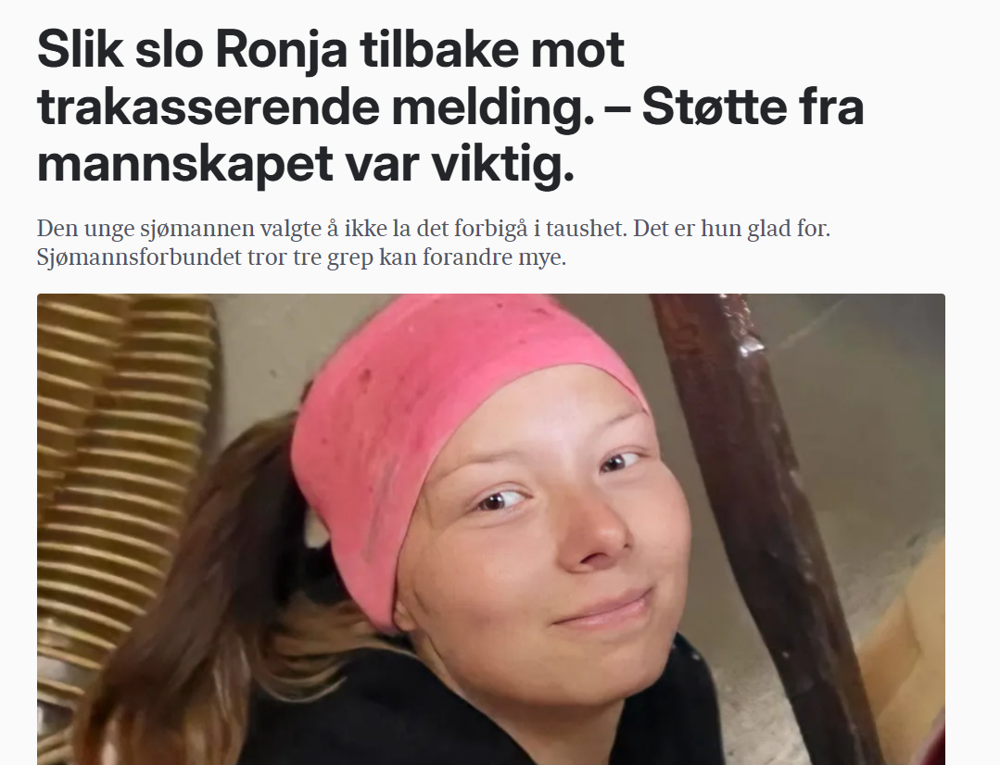 Slik slo Ronja tilbake mot
trakasserende melding. – Støtte fra
mannskapet var viktig.
Den unge sjømannen valgte å ikke la det forbigå i taushet. Det er hun glad for.
Sjømannsforbundet tror tre grep kan forandre mye.